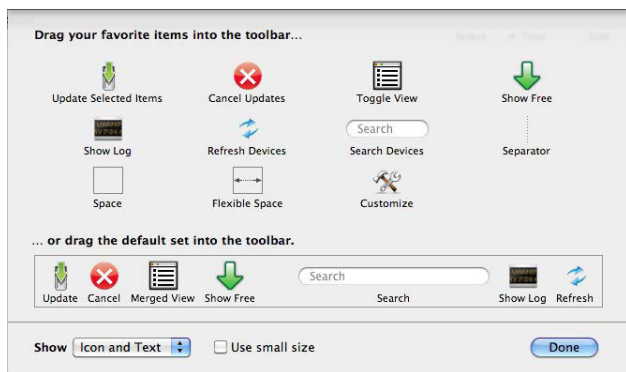 Drag your favorite items into the toolbar...
Update Selected Items Cancel Updates Toggle View Show Free
Search
Show Log Refresh Devices Search Devices Separator
Space Flexible Space Customize
... or drag the default set into the toolbar.
Search
Update Cancel Merged View Show Free Search Show Log Refresh
Show Icon and Text Use small size Done